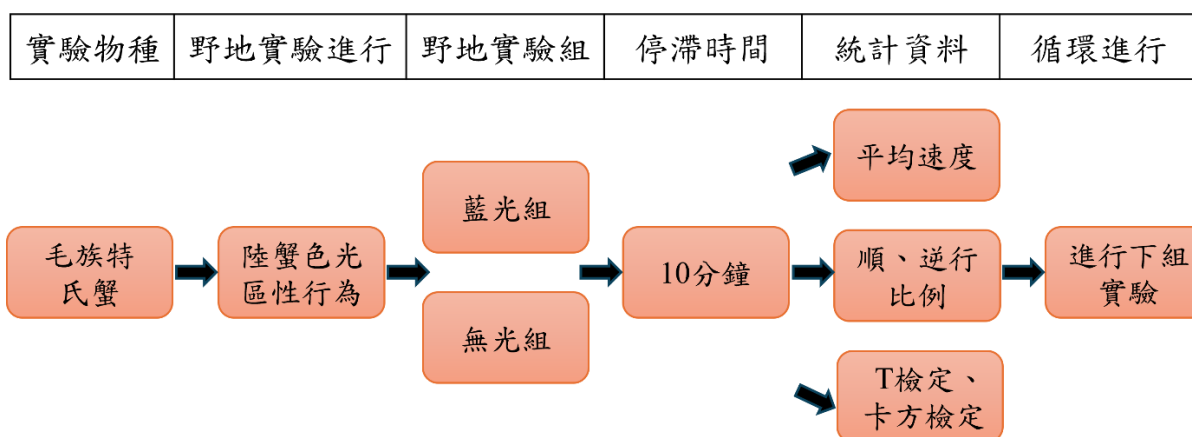 實驗物種 野地實驗進行 野地實驗組 停滯時間 統計資料 循環進行
毛族特
氏蟹
陸蟹色光
區性行為
藍光組
無光組
10分鐘
平均速度
順、逆行
比例
T檢定、
卡方檢定
進行下組
實驗